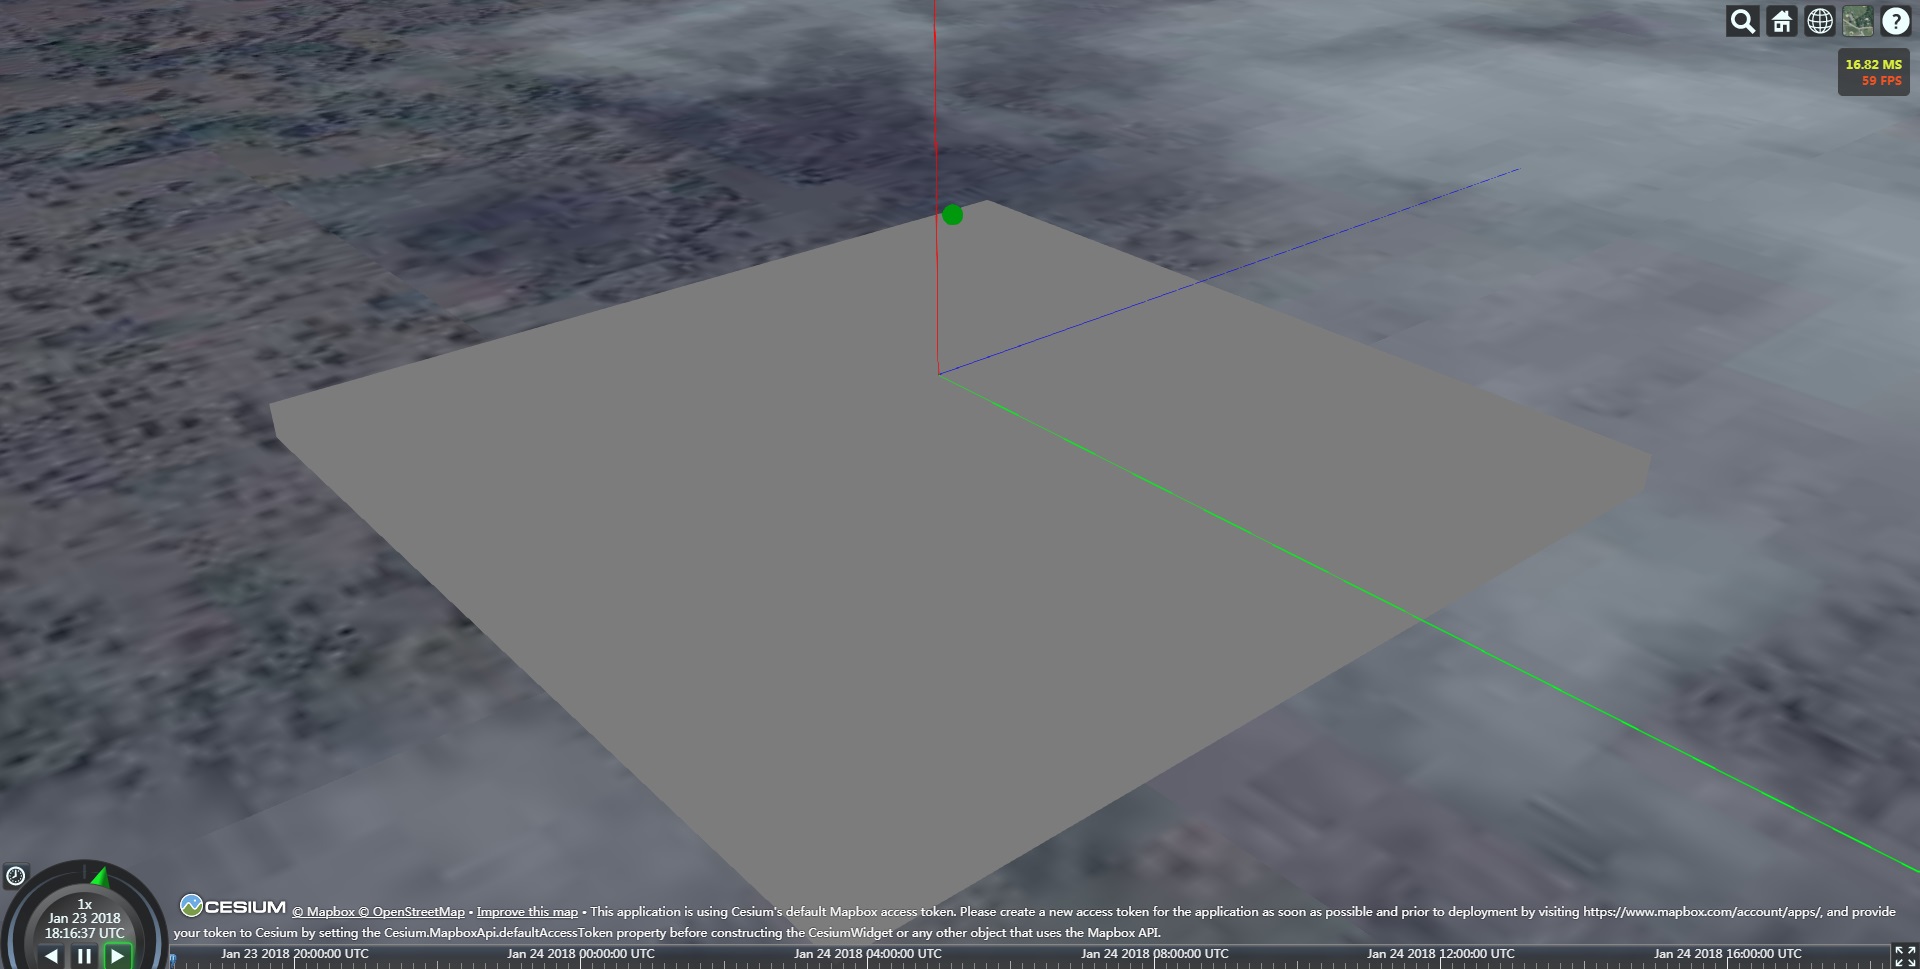 ?
16.82 MS
59 FPS
1x
Jan 23 2018
18:16:37 UTC
CESIUM © Mapbox © OpenStreetMap • Improve this map • This application is using Cesium's default Mapbox access token. Please create a new access token for the application as soon as possible and prior to deployment by visiting https://www.mapbox.com/account/apps/, and provide
your token to Cesium by setting the Cesium.MapboxApi.defaultAccessToken property before constructing the CesiumWidget or any other object that uses the Mapbox API.
Jan 23 2018 20:00:00 UTC Jan 24 2018 00:00:00 UTC Jan 24 2018 04:00:00 UTC Jan 24 2018 08:00:00 UTC Jan 24 2018 12:00:00 UTC Jan 24 2018 16:00:00 UTC